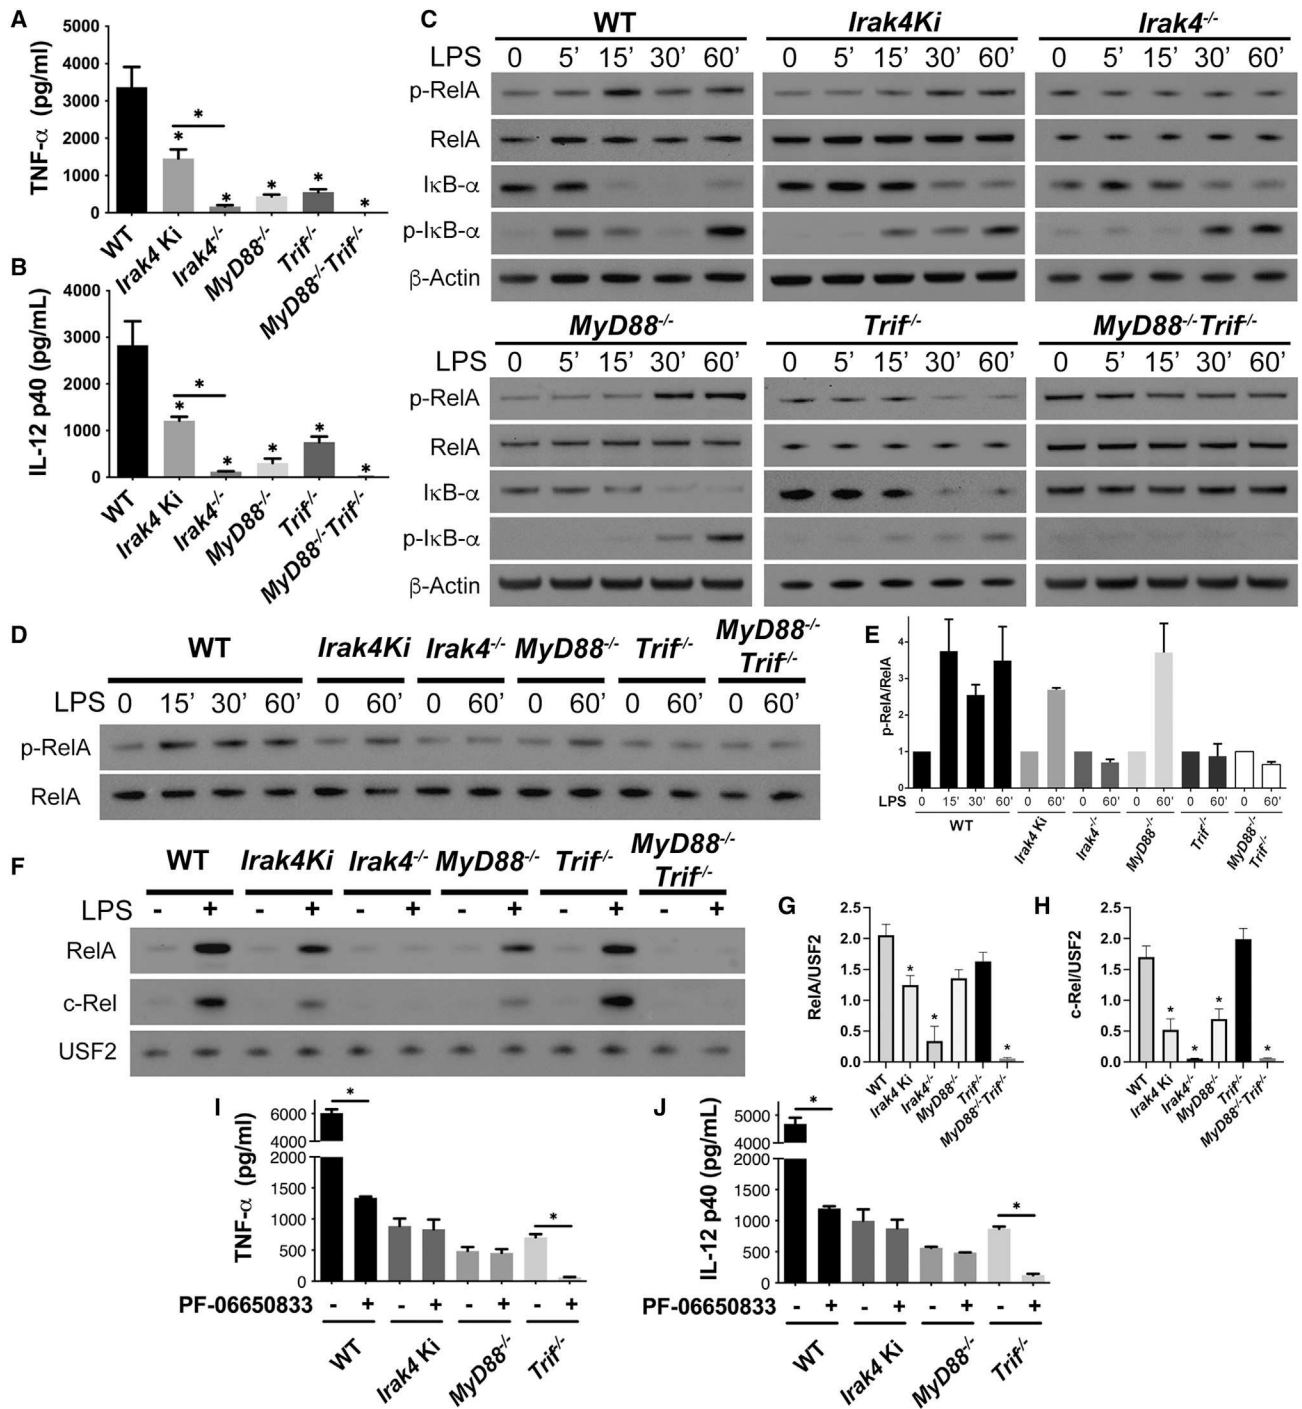 A
5000
4000
3000
2000
1000
0
TNF-α (pg/ml)
*
*
*
*
*
*
WT
Irak4 Ki
Irak4-/-
MyD88-/-
Trif-/-
MyD88-/-Trif-/-
B
4000
3000
2000
1000
0
IL-12 p40 (pg/mL)
*
*
*
*
*
*
WT
Irak4 Ki
Irak4-/-
MyD88-/-
Trif-/-
MyD88-/-Trif-/-
C
WT Irak4Ki Irak4-/-
LPS 0 5' 15' 30' 60' 0 5' 15' 30' 60' 0 5' 15' 30' 60'
p-RelA
RelA
IκB-α
p-IκB-α
β-Actin
MyD88-/- Trif-/- MyD88-/-Trif-/-
LPS 0 5' 15' 30' 60' 0 5' 15' 30' 60' 0 5' 15' 30' 60'
p-RelA
RelA
IκB-α
p-IκB-α
β-Actin
D
WT Irak4Ki Irak4-/- MyD88-/- Trif-/- MyD88-/-
Trif-/-
LPS 0 15' 30' 60' 0 60' 0 60' 0 60' 0 60' 0 60'
p-RelA
RelA
E
4
3
2
1
0
p-RelA/RelA
LPS 0 15' 30' 60' 0 60' 0 60' 0 60' 0 60' 0 60'
WT
Irak4 Ki
Irak4-/-
MyD88-/-
Trif-/-
MyD88-/-
Trif-/-
F
WT Irak4Ki Irak4-/- MyD88-/- Trif-/- MyD88-/-
Trif-/-
LPS - + - + - + - + - + - +
RelA
c-Rel
USF2
G
2.5
2.0
1.5
1.0
0.5
0.0
RelA/USF2
*
*
*
WT
Irak4 Ki
Irak4-/-
MyD88-/-
Trif-/-
MyD88-/-Trif-/-
H
2.5
2.0
1.5
1.0
0.5
0.0
c-Rel/USF2
*
*
*
*
WT
Irak4 Ki
Irak4-/-
MyD88-/-
Trif-/-
MyD88-/-Trif-/-
I
6000
4000
2000
1500
1000
500
0
TNF-α (pg/ml)
*
*
PF-06650833 - + - + - + - +
WT
Irak4 Ki
MyD88-/-
Trif-/-
J
5000
4000
2000
1500
1000
500
0
IL-12 p40 (pg/mL)
*
*
PF-06650833 - + - + - + - +
WT
Irak4 Ki
MyD88-/-
Trif-/-